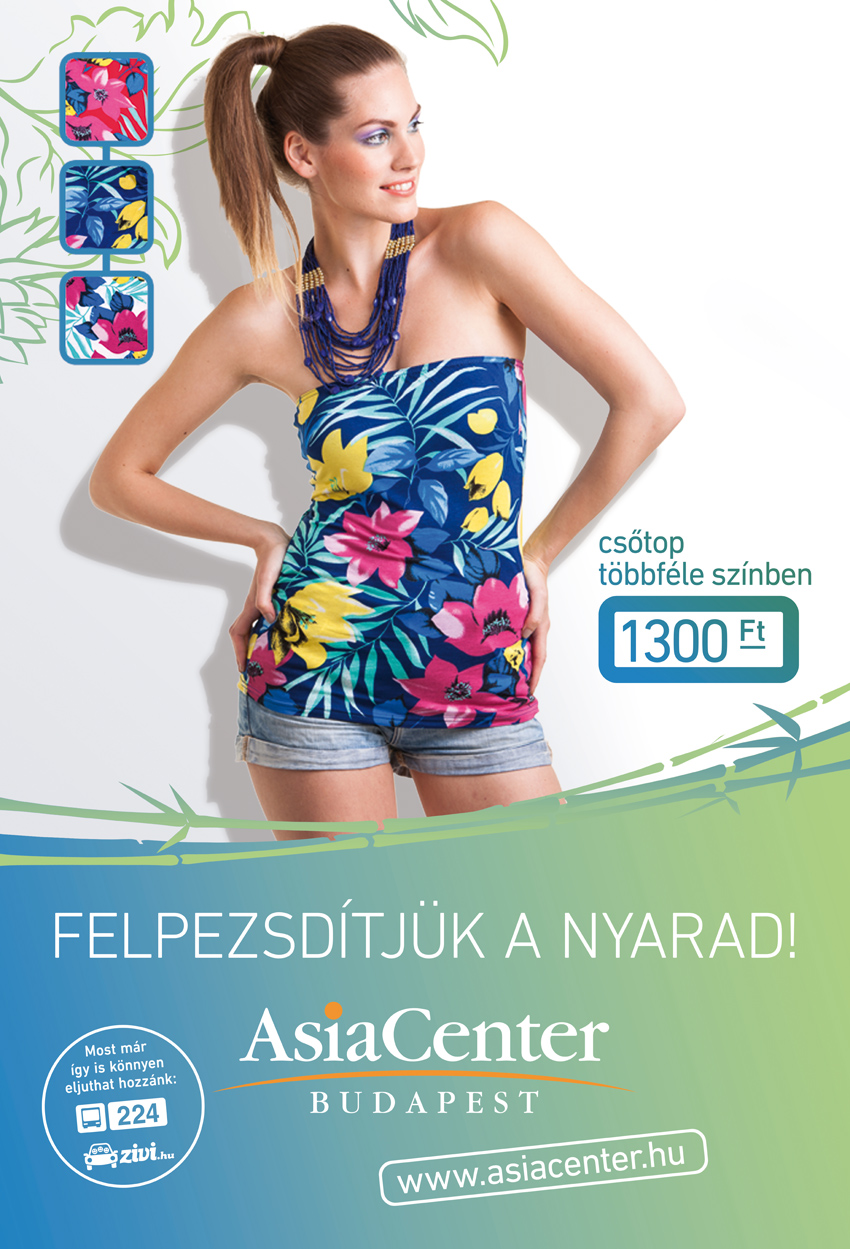 csőtop
többféle színben
1300 Ft
FELPEZSDÍTJÜK A NYARAD!
AsiaCenter
BUDAPEST
Most már
így is könnyen
eljuthat hozzánk:
224
zivi.hu
www.asiacenter.hu